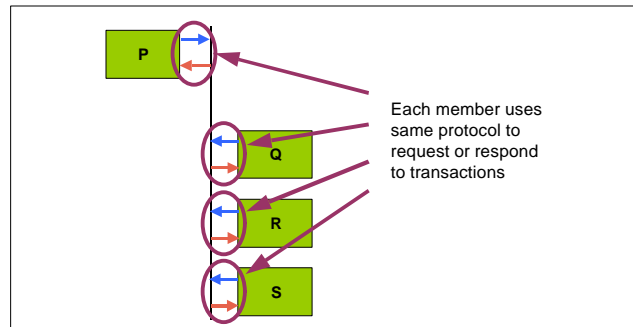 P
Each member uses
same protocol to
request or respond
to transactions
Q
R
S